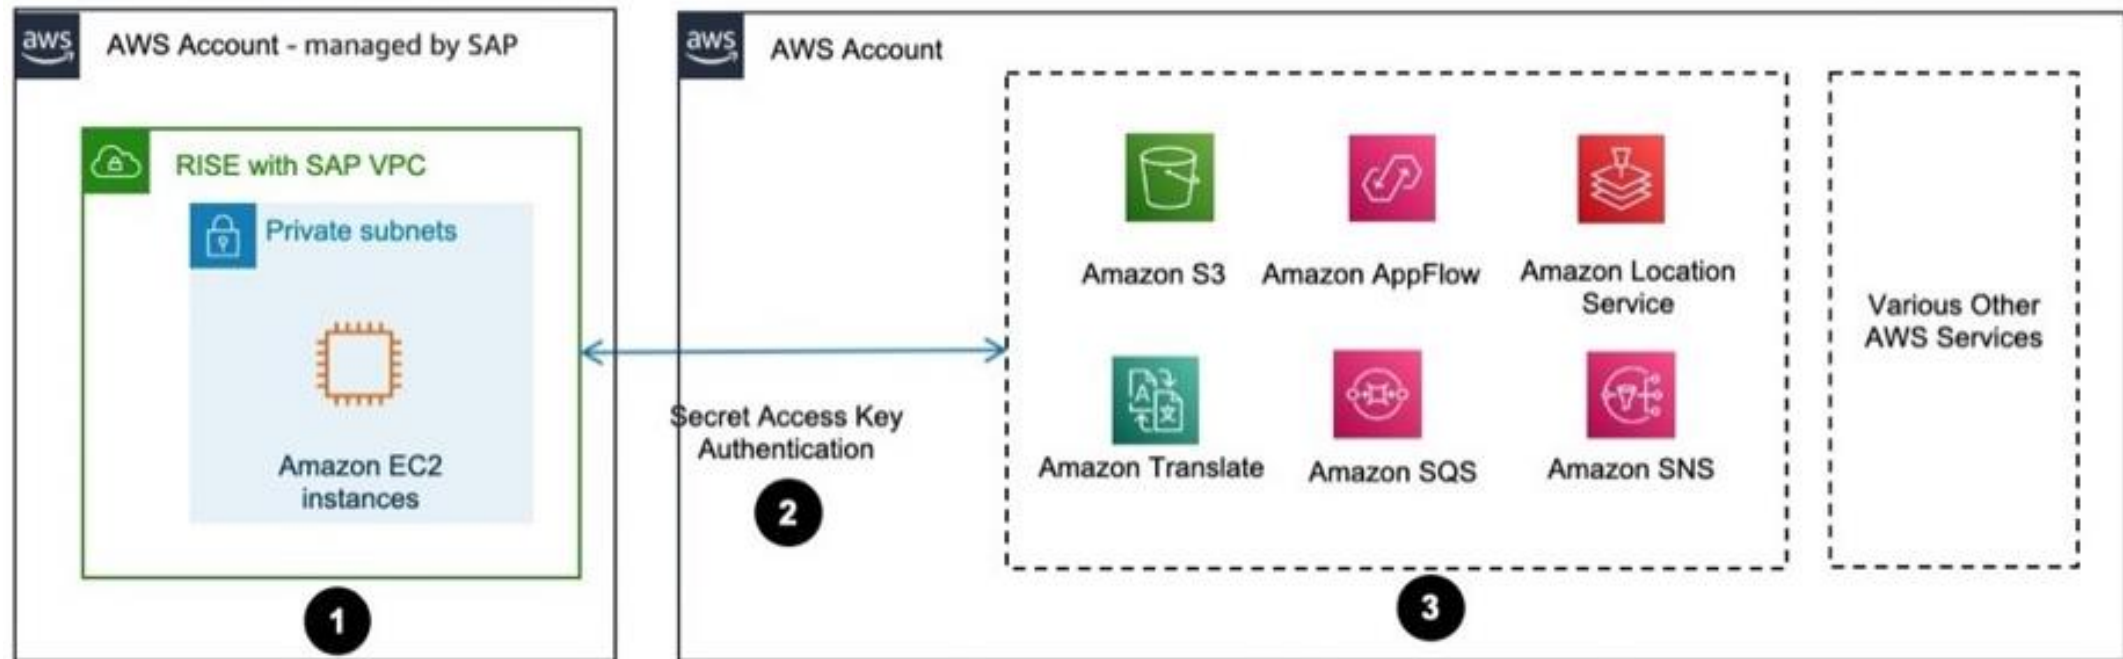 aws
AWS Account - managed by SAP
RISE with SAP VPC
Private subnets
Amazon EC2
instances
1
Secret Access Key
Authentication
2
aws
AWS Account
Amazon S3
Amazon AppFlow
Amazon Location
Service
Amazon Translate
A
文
Amazon SQS
Amazon SNS
3
Various Other
AWS Services